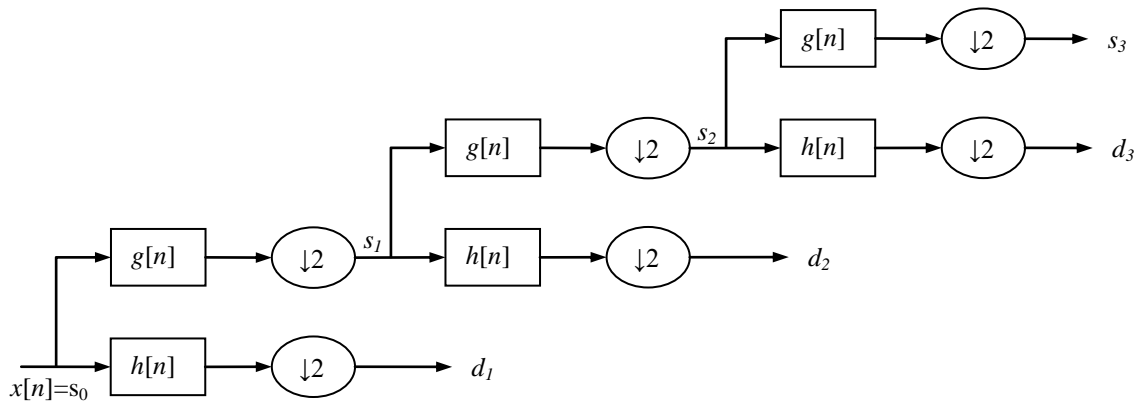 g[n] ↓2 s3
g[n] ↓2 s2 h[n] ↓2 d3
g[n] ↓2 s1 h[n] ↓2 d2
h[n] ↓2 d1
x[n]=s0